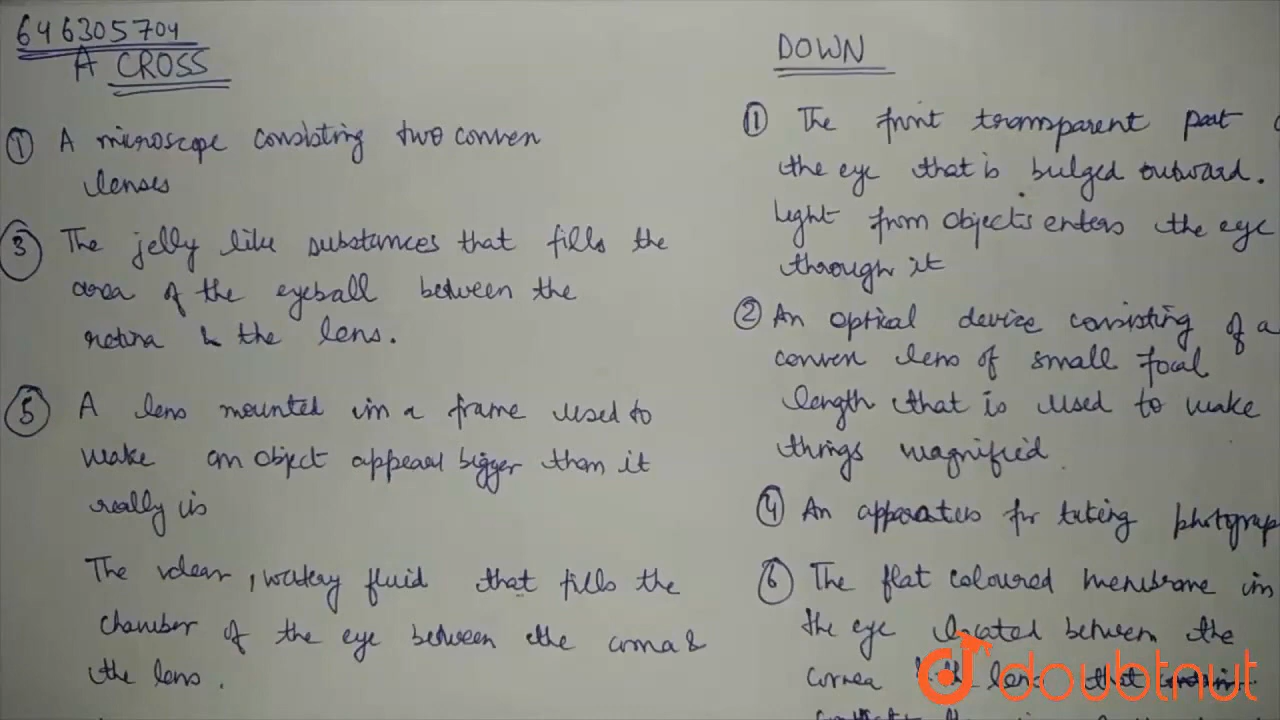 646305704
A CROSS
① A microscope consisting two convex
lenses
③ The jelly like substances that fills the
area of the eyeball between the
retina & the lens.
⑤ A lens mounted in a frame used to
make an object appear bigger than it
really is
The clear, watery fluid that fills the
chamber of the eye between the cornea &
the lens.
DOWN
① The front transparent part
the eye that is bulged outward.
Light from objects enters the eye
through it
② An optical device consisting of a
convex lens of small focal
length that is used to make
things magnified
④ An apparatus for taking photograp
⑥ The flat coloured membrane in
the eye located between the
cornea lens that
doubtnut